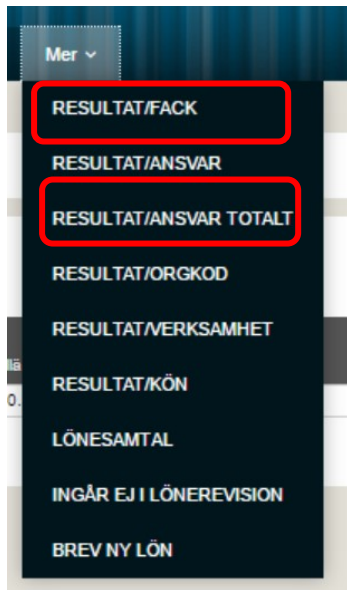 Mer
RESULTAT/FACK
RESULTAT/ANSVAR
RESULTAT/ANSVAR TOTALT
RESULTAT/ORGKOD
RESULTAT/VERKSAMHET
RESULTAT/KÖN
LÖNESAMTAL
INGÅR EJ I LÖNEREVISION
BREV NY LÖN